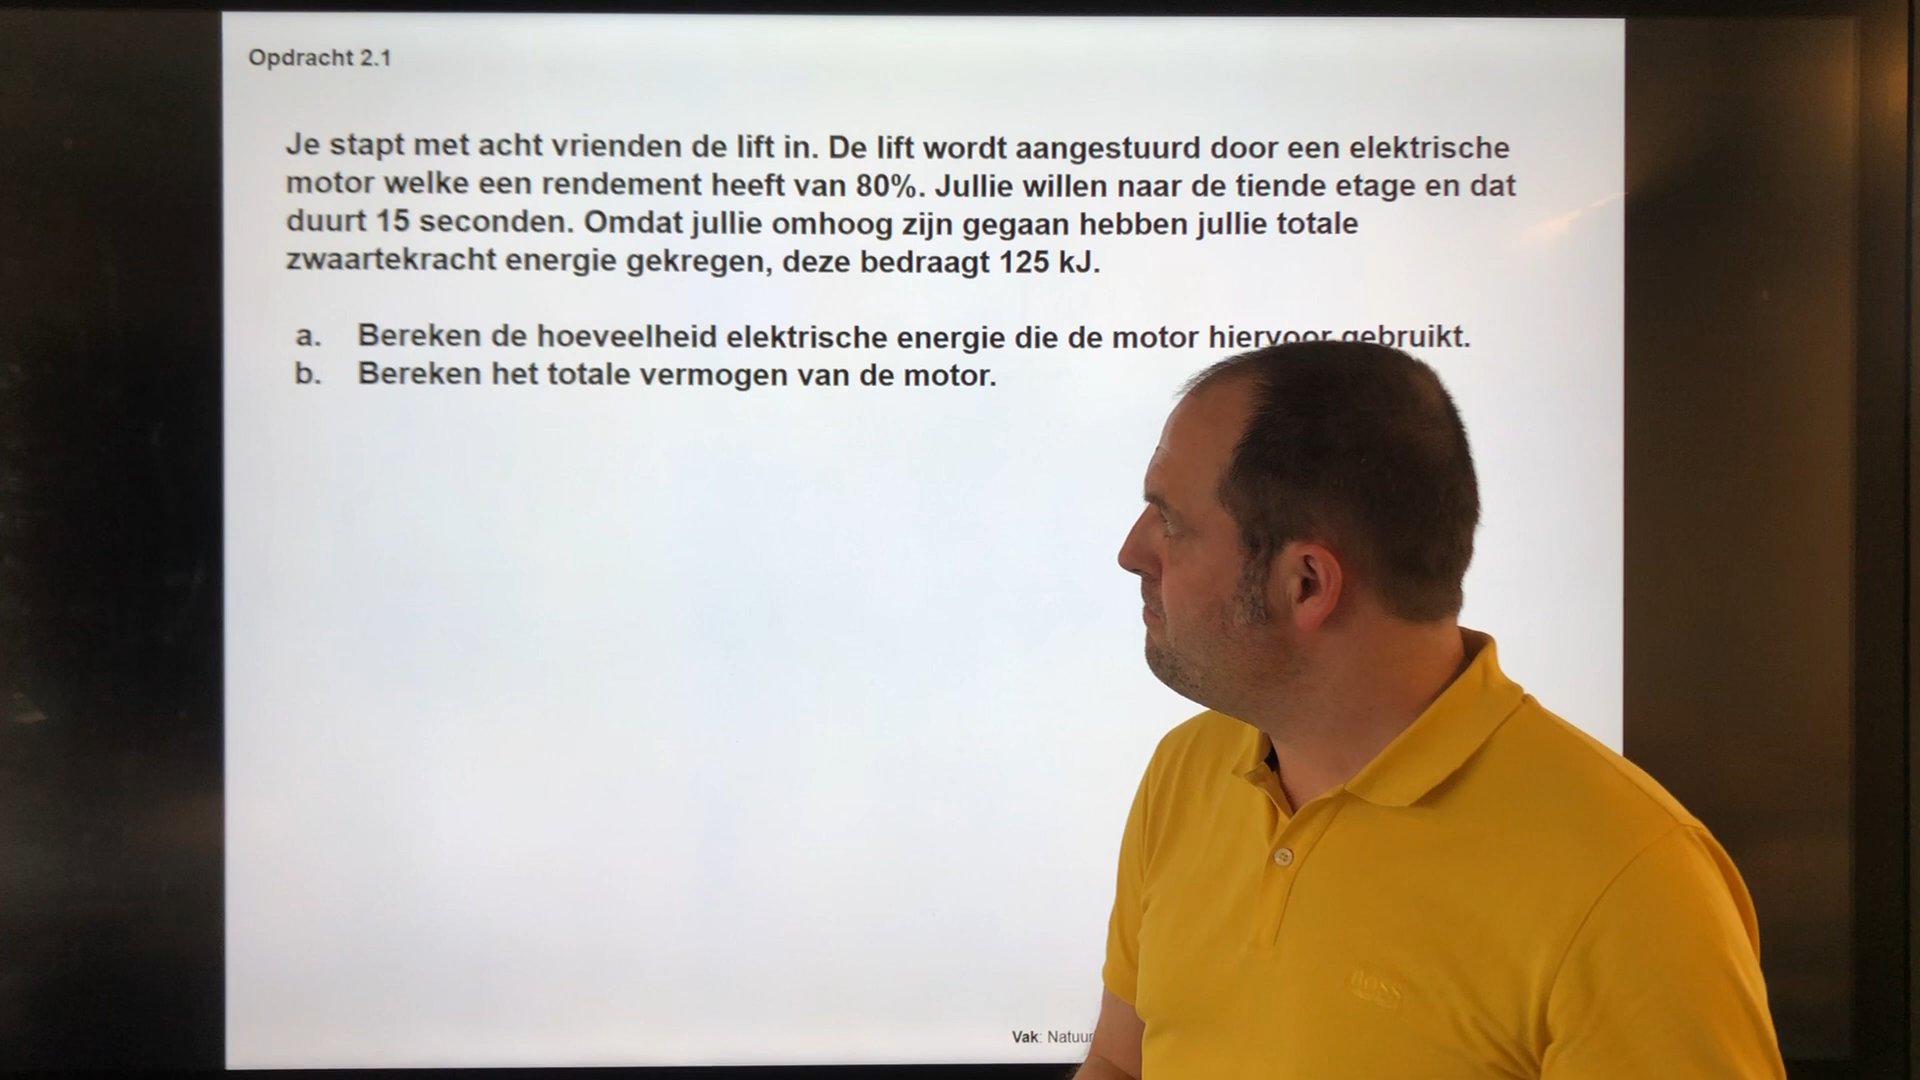 Opdracht 2.1
Je stapt met acht vrienden de lift in. De lift wordt aangestuurd door een elektrische
motor welke een rendement heeft van 80%. Jullie willen naar de tiende etage en dat
duurt 15 seconden. Omdat jullie omhoog zijn gegaan hebben jullie totale
zwaartekracht energie gekregen, deze bedraagt 125 kJ.
a. Bereken de hoeveelheid elektrische energie die de motor hiervoor gebruikt.
b. Bereken het totale vermogen van de motor.
BOSS
Vak: Natuur